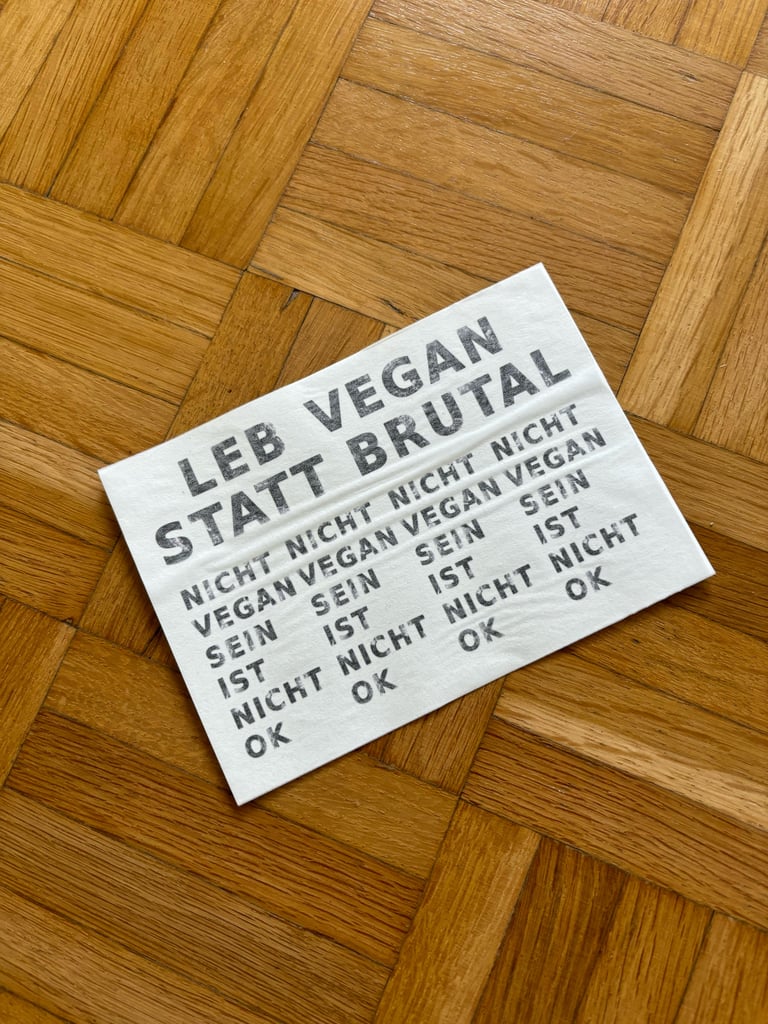 LEB VEGAN
STATT BRUTAL
NICHT NICHT NICHT NICHT
VEGAN VEGAN VEGAN VEGAN
SEIN SEIN SEIN SEIN
IST IST IST IST
NICHT NICHT NICHT NICHT
OK OK OK OK